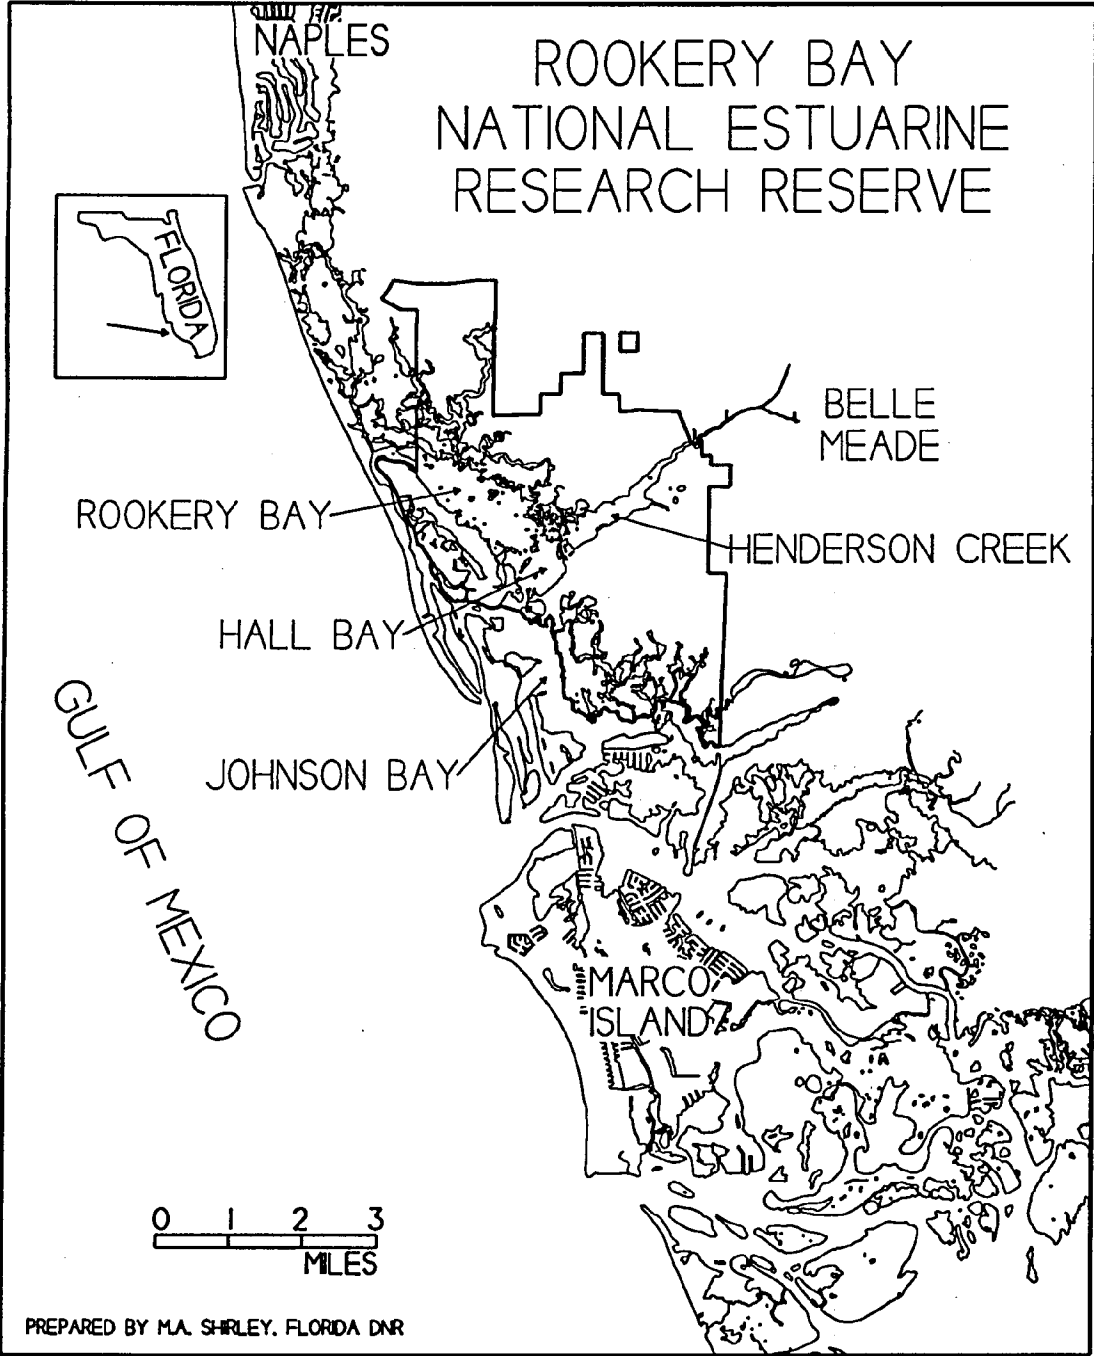 NAPLES
ROOKERY BAY
NATIONAL ESTUARINE
RESEARCH RESERVE
FLORIDA
BELLE
MEADE
ROOKERY BAY
HENDERSON CREEK
HALL BAY
JOHNSON BAY
GULF OF MEXICO
MARCO
ISLAND
0 1 2 3
MILES
PREPARED BY M.A. SHIRLEY. FLORIDA DNR